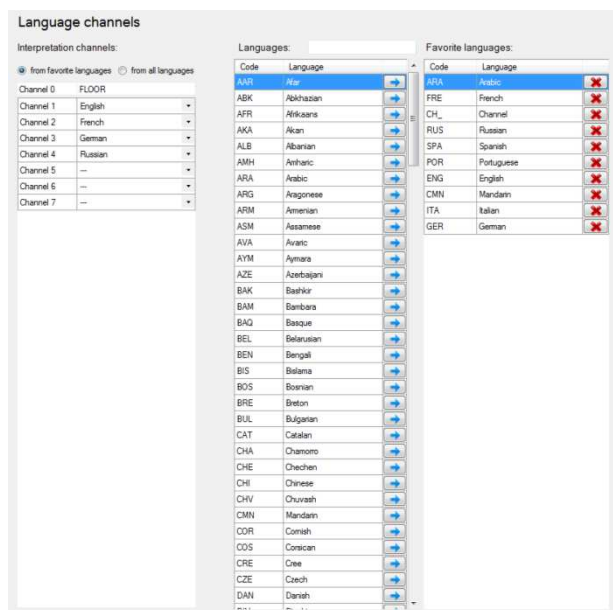 Language channels
Interpretation channels:
from favorite languages from all languages
Channel 0 FLOOR
Channel 1 English
Channel 2 French
Channel 3 German
Channel 4 Russian
Channel 5 ---
Channel 6 ---
Channel 7 ---
Languages:
Code Language
AAR Afar
ABK Abkhazian
AFR Afrikaans
AKA Akan
ALB Albanian
AMH Amharic
ARA Arabic
ARG Aragonese
ARM Armenian
ASM Assamese
AVA Avaric
AYM Aymara
AZE Azerbaijani
BAK Bashkir
BAM Bambara
BAQ Basque
BEL Belarusian
BEN Bengali
BIS Bislama
BOS Bosnian
BRE Breton
BUL Bulgarian
CAT Catalan
CHA Chamorro
CHE Chechen
CHI Chinese
CHV Chuvash
CMN Mandarin
COR Cornish
COS Corsican
CRE Cree
CZE Czech
DAN Danish
Favorite languages:
Code Language
ARA Arabic
FRE French
CH_ Channel
RUS Russian
SPA Spanish
POR Portuguese
ENG English
CMN Mandarin
ITA Italian
GER German